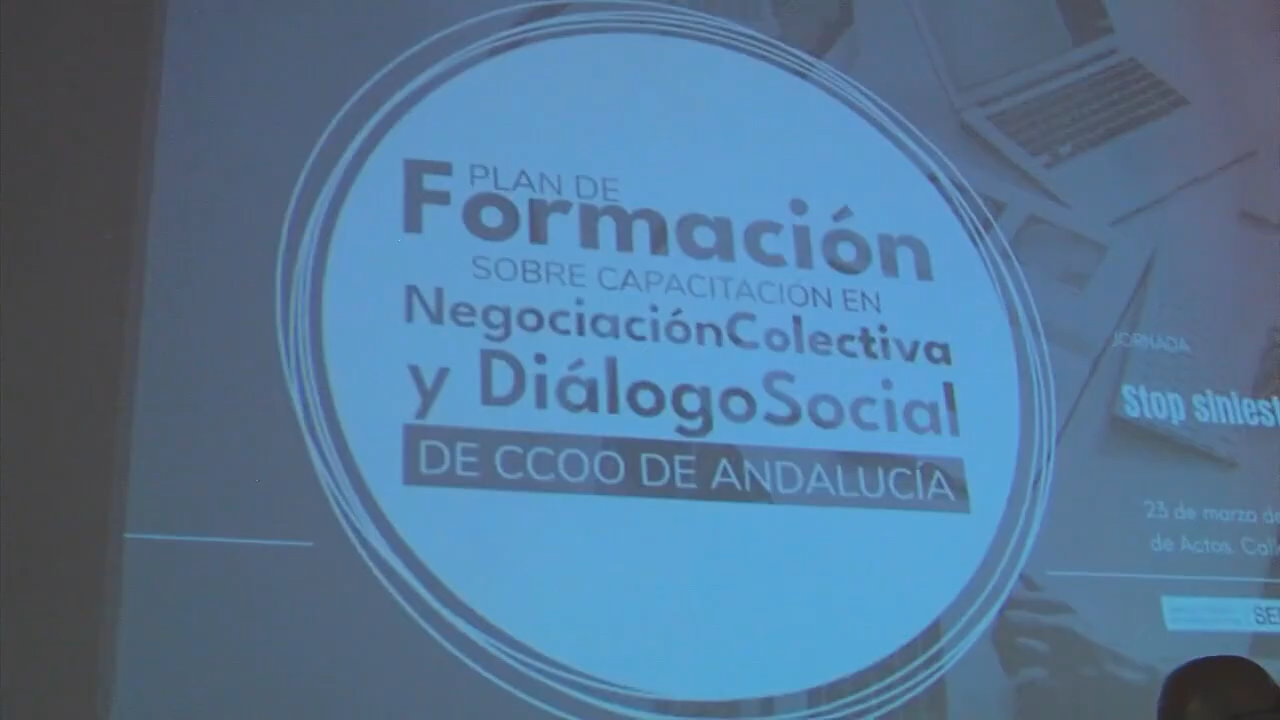 PLAN DE
Formación
SOBRE CAPACITACIÓN EN
NegociaciónColectiva
y DiálogoSocial
DE CCOO DE ANDALUCÍA
JORNADA
Stop sinies
23 de marzo de
de Actos. Cal
SE